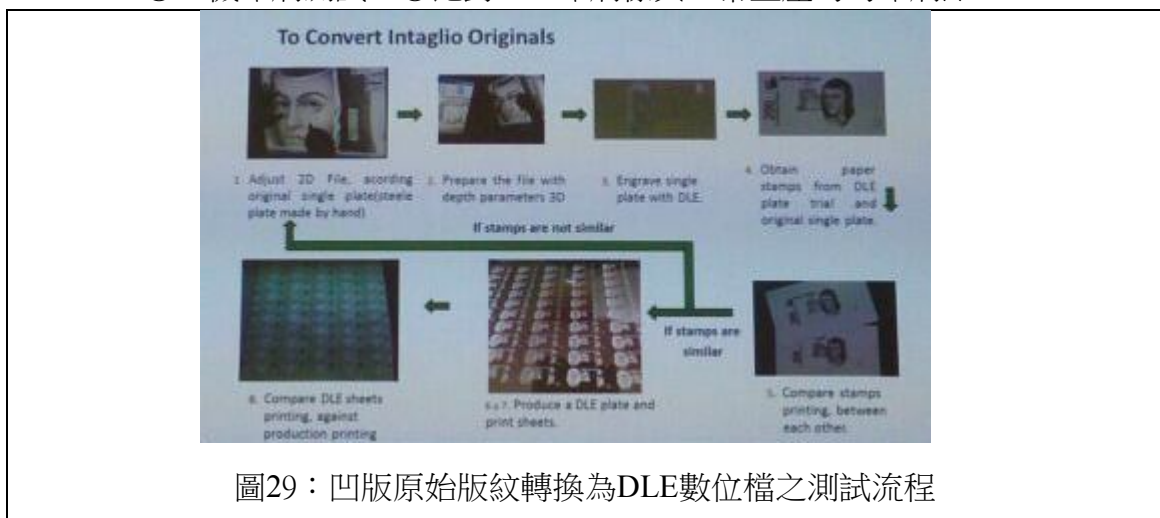 To Convert Intaglio Originals
1. Adjust 2D File, acording
original single plate(steele
plate made by hand)
2. Prepare the file with
depth parameters 3D
3. Engrave single
plate with DLE.
4. Obtain paper
stamps from DLE
plate trial and
original single plate.
If stamps are not similar
If stamps are
similar
5. Compare stamps
printing, between
each other.
6 a 7. Produce a DLE plate and
print sheets.
8. Compare DLE sheets
printing, against
production printing
圖29：凹版原始版紋轉換為DLE數位檔之測試流程